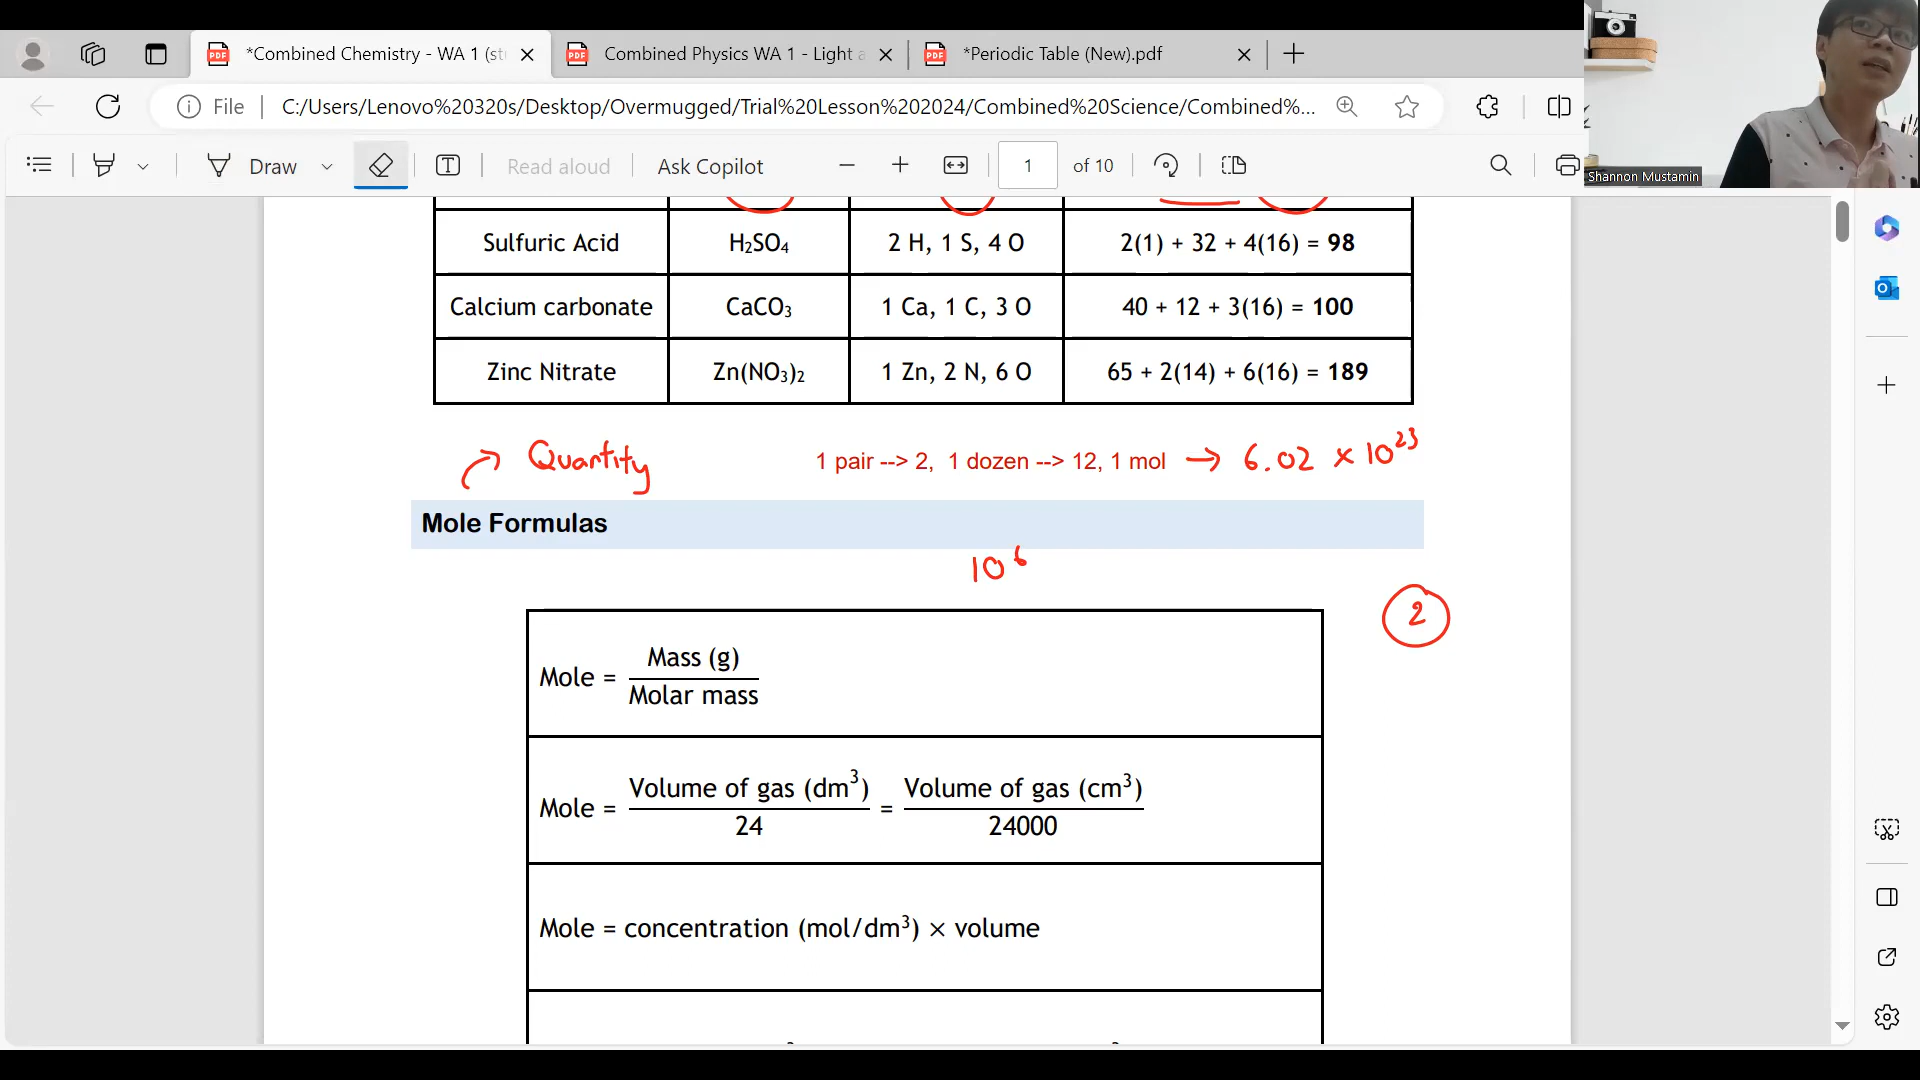 *Combined Chemistry - WA 1 (st
Combined Physics WA 1 - Light a
*Periodic Table (New).pdf
File
C:/Users/Lenovo%20320s/Desktop/Overmugged/Trial%20Lesson%202024/Combined%20Science/Combined%...
Draw
Read aloud
Ask Copilot
1
of 10
Shannon Mustamin
Sulfuric Acid H₂SO₄ 2 H, 1 S, 4 O 2(1) + 32 + 4(16) = 98
Calcium carbonate CaCO₃ 1 Ca, 1 C, 3 O 40 + 12 + 3(16) = 100
Zinc Nitrate Zn(NO₃)₂ 1 Zn, 2 N, 6 O 65 + 2(14) + 6(16) = 189
Quantity 1 pair --> 2, 1 dozen --> 12, 1 mol → 6.02 × 10²³
Mole Formulas
10⁶
2
Mole = Mass (g) / Molar mass
Mole = Volume of gas (dm³) / 24 = Volume of gas (cm³) / 24000
Mole = concentration (mol/dm³) × volume